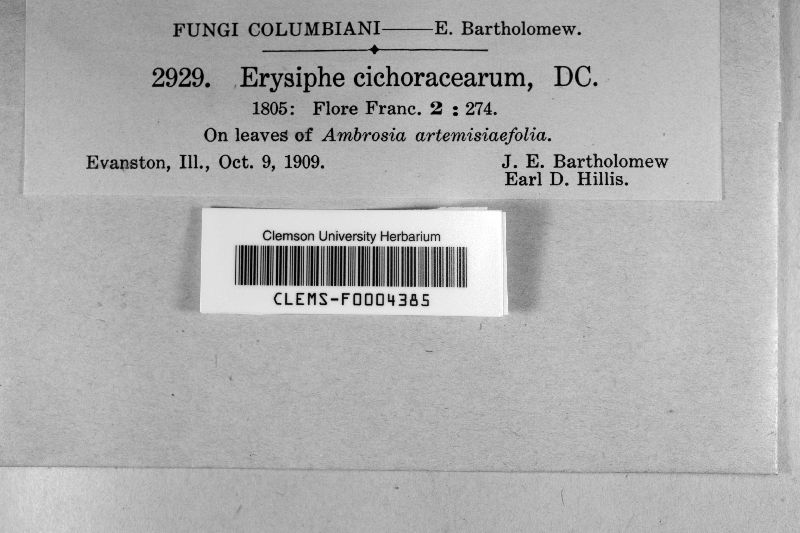 FUNGI COLUMBIANI——E. Bartholomew.
2929. Erysiphe cichoracearum, DC.
1805: Flore Franc. 2 : 274.
On leaves of Ambrosia artemisiaefolia.
Evanston, Ill., Oct. 9, 1909. J. E. Bartholomew
Earl D. Hillis.
Clemson University Herbarium
CLEMS-F0004385